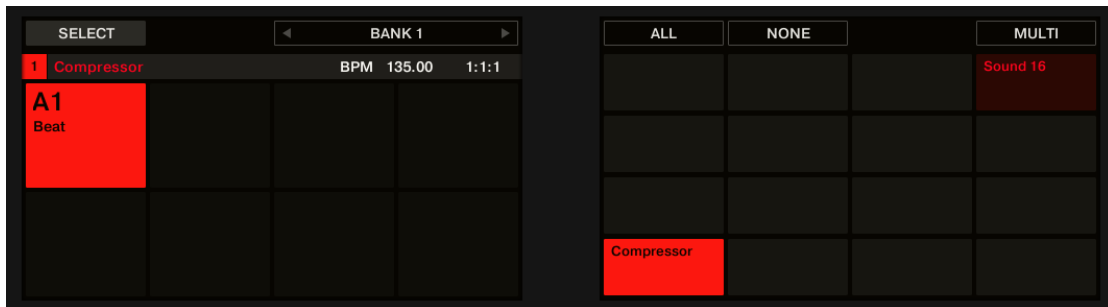 SELECT
BANK 1
1 Compressor BPM 135.00 1:1:1
A1
Beat
ALL NONE MULTI
Sound 16
Compressor